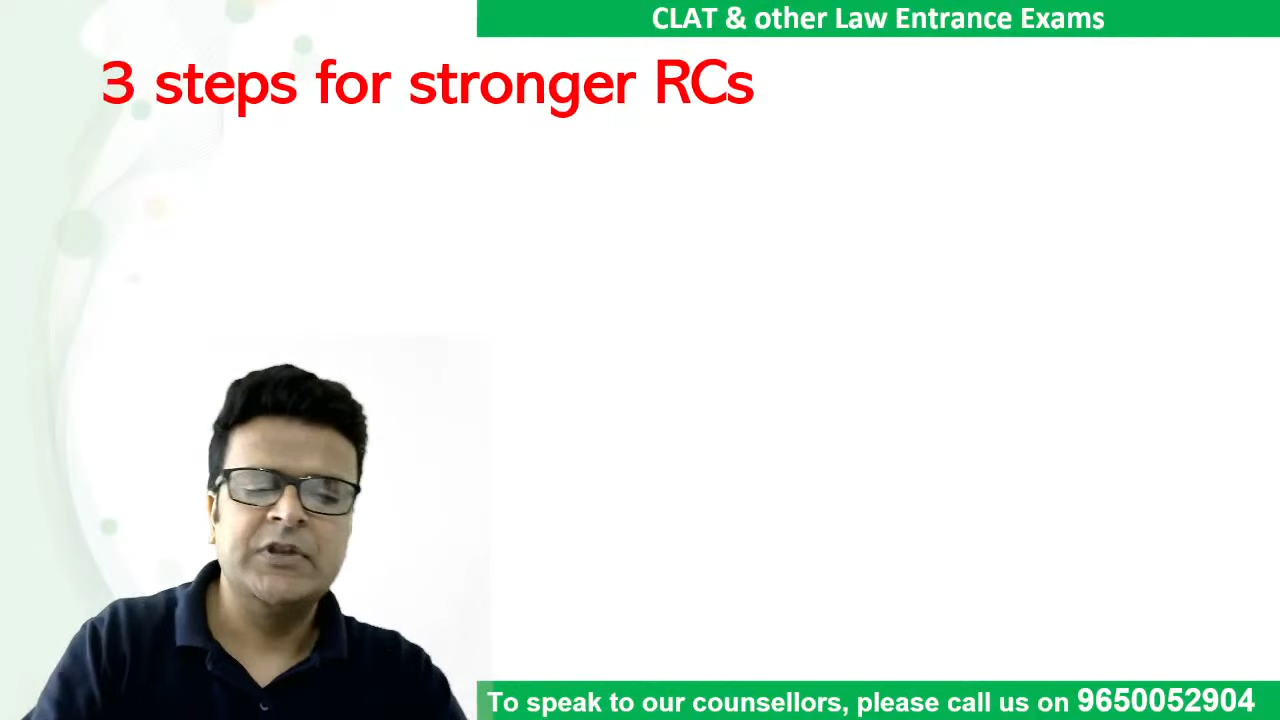 CLAT & other Law Entrance Exams
3 steps for stronger RCs
To speak to our counsellors, please call us on 9650052904